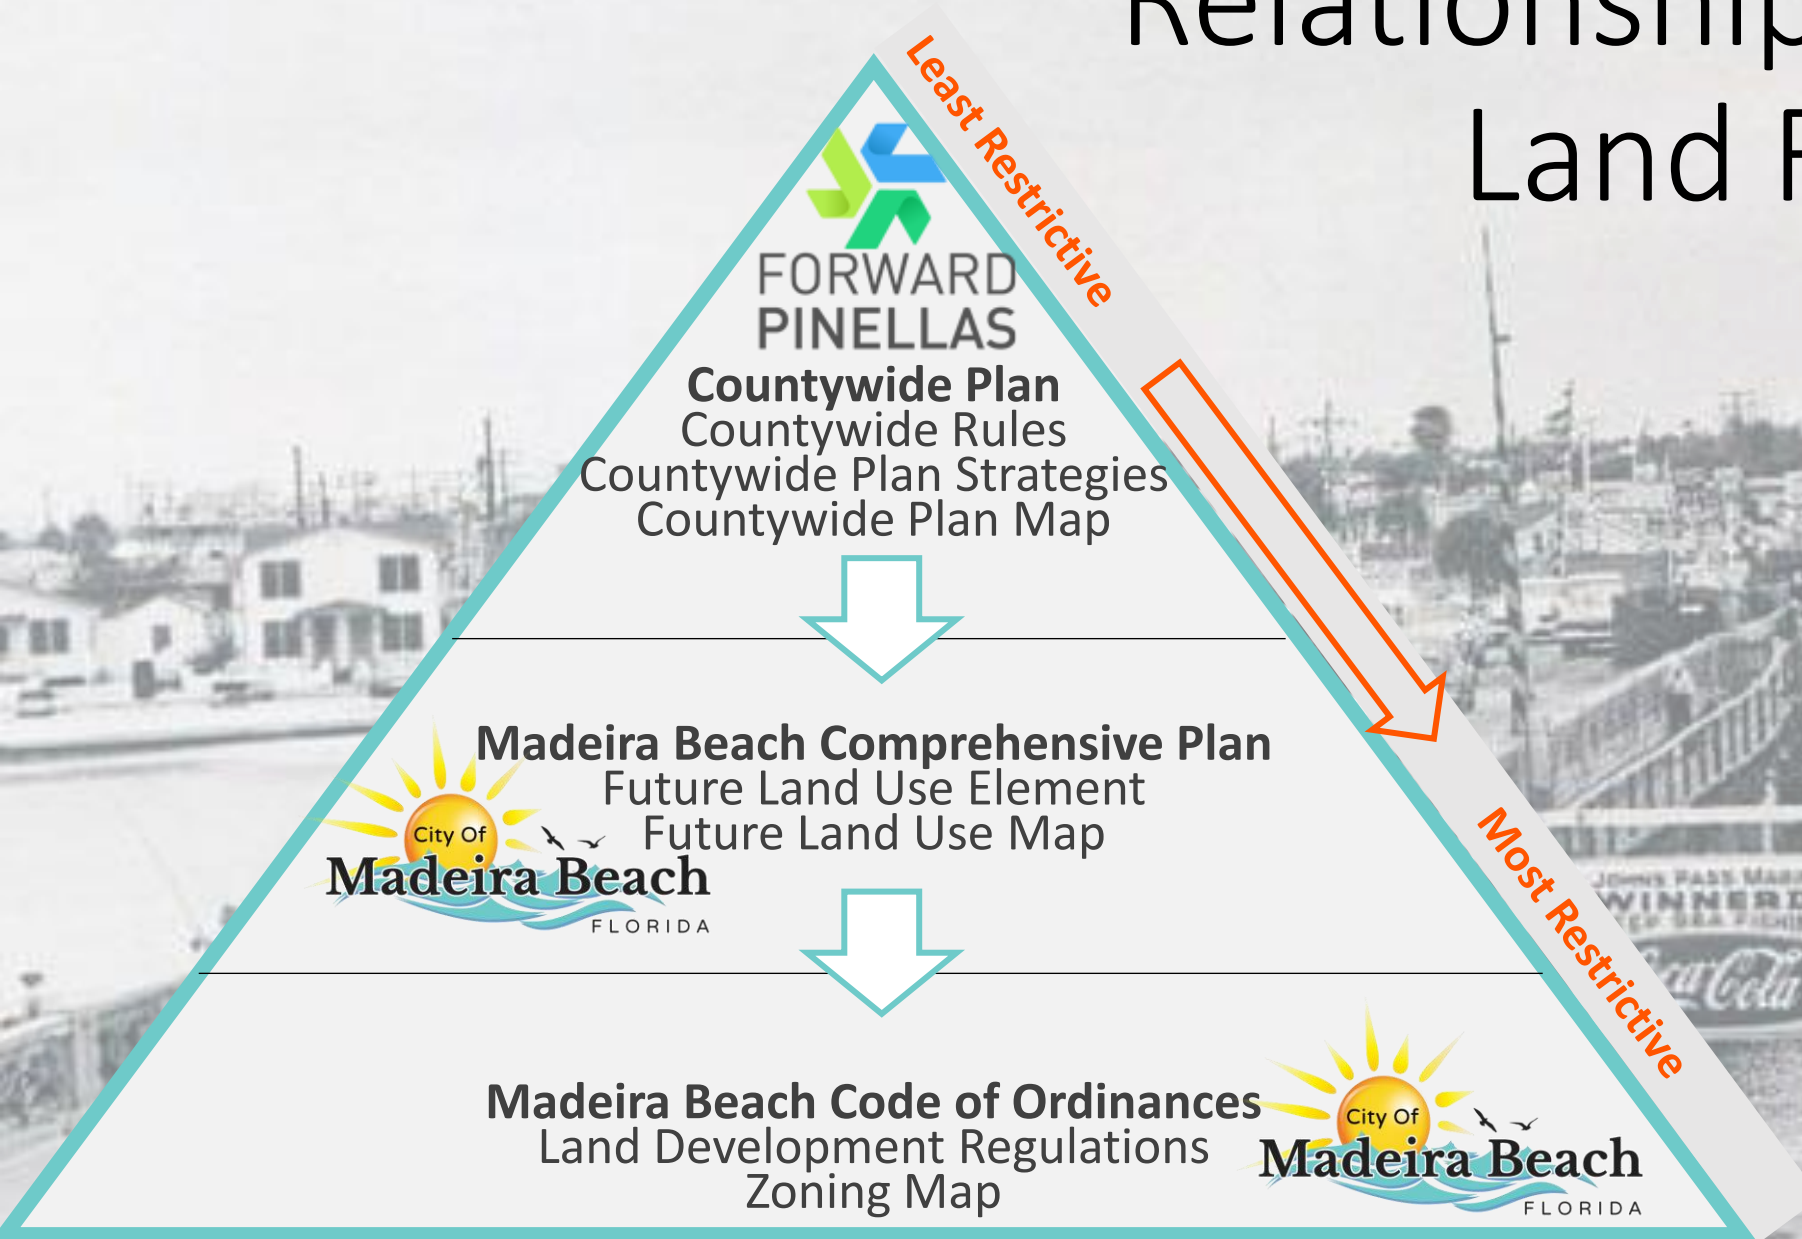 Relationship
Land
Least Restrictive
FORWARD
PINELLAS
Countywide Plan
Countywide Rules
Countywide Plan Strategies
Countywide Plan Map
Madeira Beach Comprehensive Plan
Future Land Use Element
Future Land Use Map
City Of
Madeira Beach
FLORIDA
Most Restrictive
Madeira Beach Code of Ordinances
Land Development Regulations
Zoning Map
City Of
Madeira Beach
FLORIDA